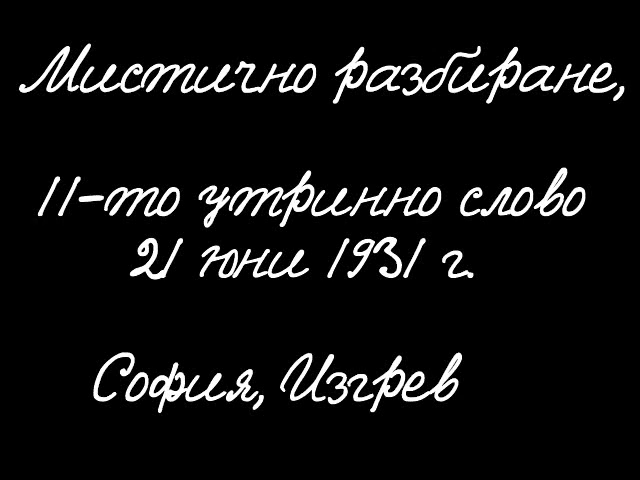 Мистично разбиране,
11-то утринно слово
21 юни 1931 г.
София, Изгрев